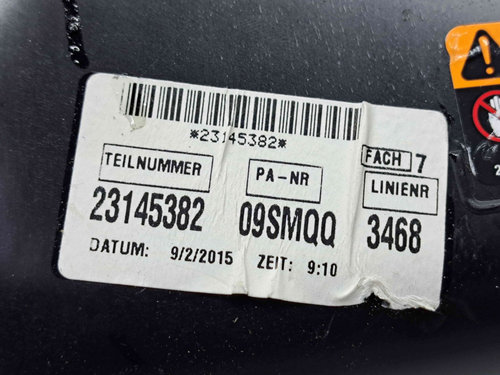 *23145382*
FACH 7
TEILNUMMER PA-NR LINIENR
23145382 09SMQQ 3468
DATUM: 9/2/2015 ZEIT: 9:10